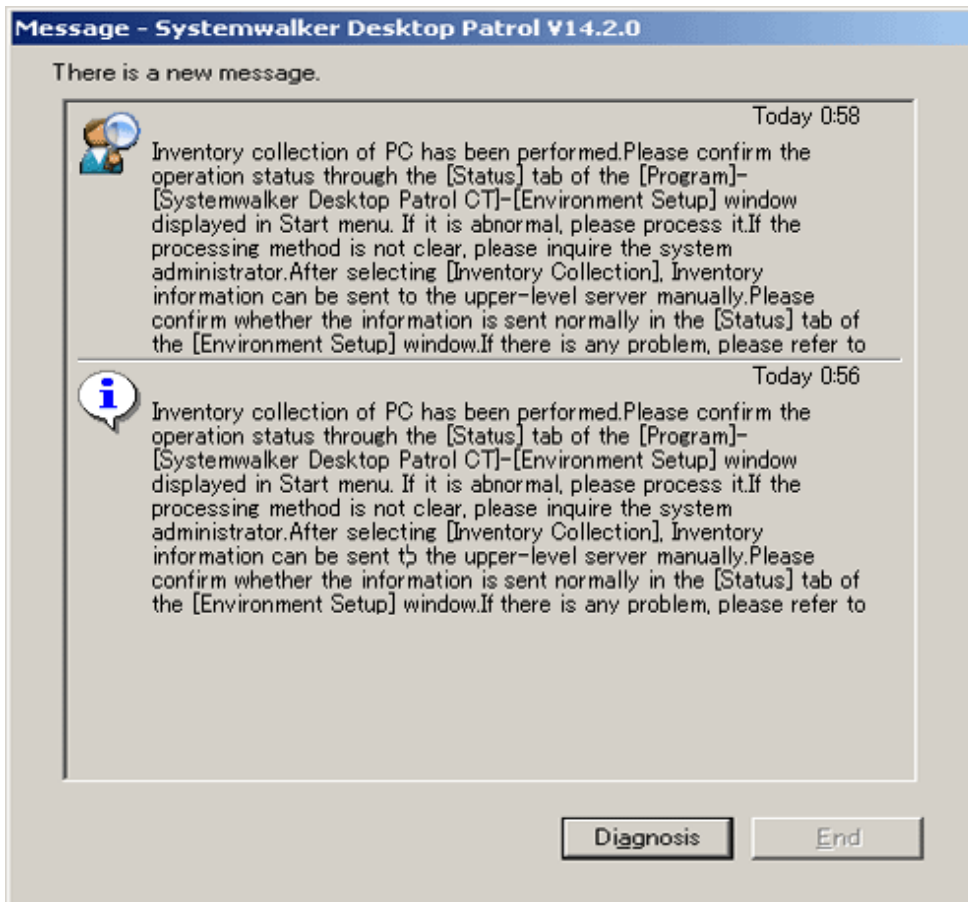 Message - Systemwalker Desktop Patrol V14.2.0
There is a new message.
Today 0:58
Inventory collection of PC has been performed.Please confirm the
operation status through the [Status] tab of the [Program]-
[Systemwalker Desktop Patrol CT]-[Environment Setup] window
displayed in Start menu. If it is abnormal, please process it.If the
processing method is not clear, please inquire the system
administrator.After selecting [Inventory Collection], Inventory
information can be sent to the upper-level server manually.Please
confirm whether the information is sent normally in the [Status] tab of
the [Environment Setup] window.If there is any problem, please refer to
Today 0:56
Inventory collection of PC has been performed.Please confirm the
operation status through the [Status] tab of the [Program]-
[Systemwalker Desktop Patrol CT]-[Environment Setup] window
displayed in Start menu. If it is abnormal, please process it.If the
processing method is not clear, please inquire the system
administrator.After selecting [Inventory Collection], Inventory
information can be sent to the upper-level server manually.Please
confirm whether the information is sent normally in the [Status] tab of
the [Environment Setup] window.If there is any problem, please refer to
Diagnosis
End